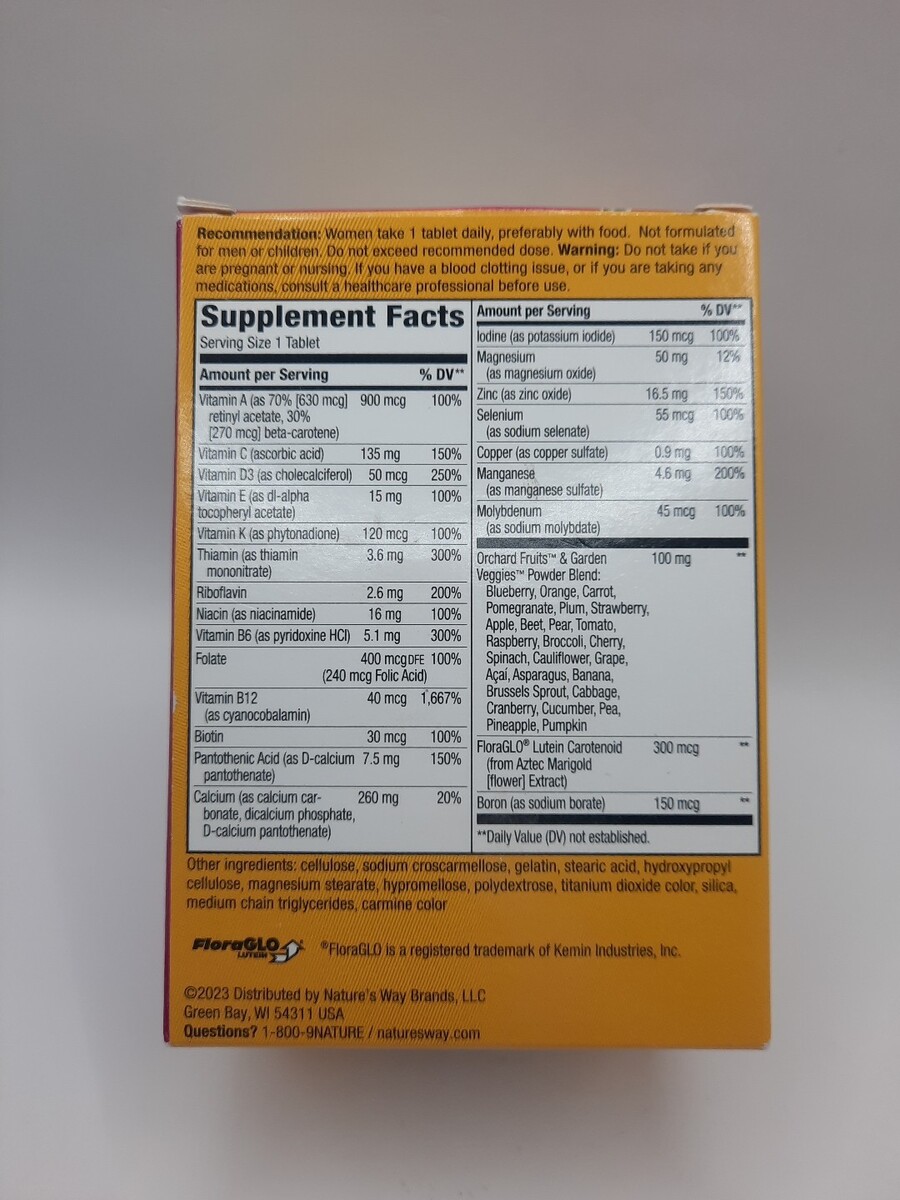 Recommendation: Women take 1 tablet daily, preferably with food. Not formulated
for men or children. Do not exceed recommended dose. Warning: Do not take if you
are pregnant or nursing. If you have a blood clotting issue, or if you are taking any
medications, consult a healthcare professional before use.
Supplement Facts
Serving Size 1 Tablet
Amount per Serving % DV**
Vitamin A (as 70% [630 mcg] 900 mcg 100%
retinyl acetate, 30%
[270 mcg] beta-carotene)
Vitamin C (ascorbic acid) 135 mg 150%
Vitamin D3 (as cholecalciferol) 50 mcg 250%
Vitamin E (as dl-alpha 15 mg 100%
tocopheryl acetate)
Vitamin K (as phytonadione) 120 mcg 100%
Thiamin (as thiamin 3.6 mg 300%
mononitrate)
Riboflavin 2.6 mg 200%
Niacin (as niacinamide) 16 mg 100%
Vitamin B6 (as pyridoxine HCl) 5.1 mg 300%
Folate 400 mcg DFE 100%
(240 mcg Folic Acid)
Vitamin B12 40 mcg 1,667%
(as cyanocobalamin)
Biotin 30 mcg 100%
Pantothenic Acid (as D-calcium 7.5 mg 150%
pantothenate)
Calcium (as calcium car- 260 mg 20%
bonate, dicalcium phosphate,
D-calcium pantothenate)
Amount per Serving % DV**
Iodine (as potassium iodide) 150 mcg 100%
Magnesium 50 mg 12%
(as magnesium oxide)
Zinc (as zinc oxide) 16.5 mg 150%
Selenium 55 mcg 100%
(as sodium selenate)
Copper (as copper sulfate) 0.9 mg 100%
Manganese 4.6 mg 200%
(as manganese sulfate)
Molybdenum 45 mcg 100%
(as sodium molybdate)
Orchard Fruits™ & Garden 100 mg **
Veggies™ Powder Blend:
Blueberry, Orange, Carrot,
Pomegranate, Plum, Strawberry,
Apple, Beet, Pear, Tomato,
Raspberry, Broccoli, Cherry,
Spinach, Cauliflower, Grape,
Açaí, Asparagus, Banana,
Brussels Sprout, Cabbage,
Cranberry, Cucumber, Pea,
Pineapple, Pumpkin
FloraGLO® Lutein Carotenoid 300 mcg **
(from Aztec Marigold
[flower] Extract)
Boron (as sodium borate) 150 mcg **
**Daily Value (DV) not established.
Other ingredients: cellulose, sodium croscarmellose, gelatin, stearic acid, hydroxypropyl
cellulose, magnesium stearate, hypromellose, polydextrose, titanium dioxide color, silica,
medium chain triglycerides, carmine color
FloraGLO
LUTEIN
®FloraGLO is a registered trademark of Kemin Industries, Inc.
©2023 Distributed by Nature's Way Brands, LLC
Green Bay, WI 54311 USA
Questions? 1-800-9NATURE / naturesway.com